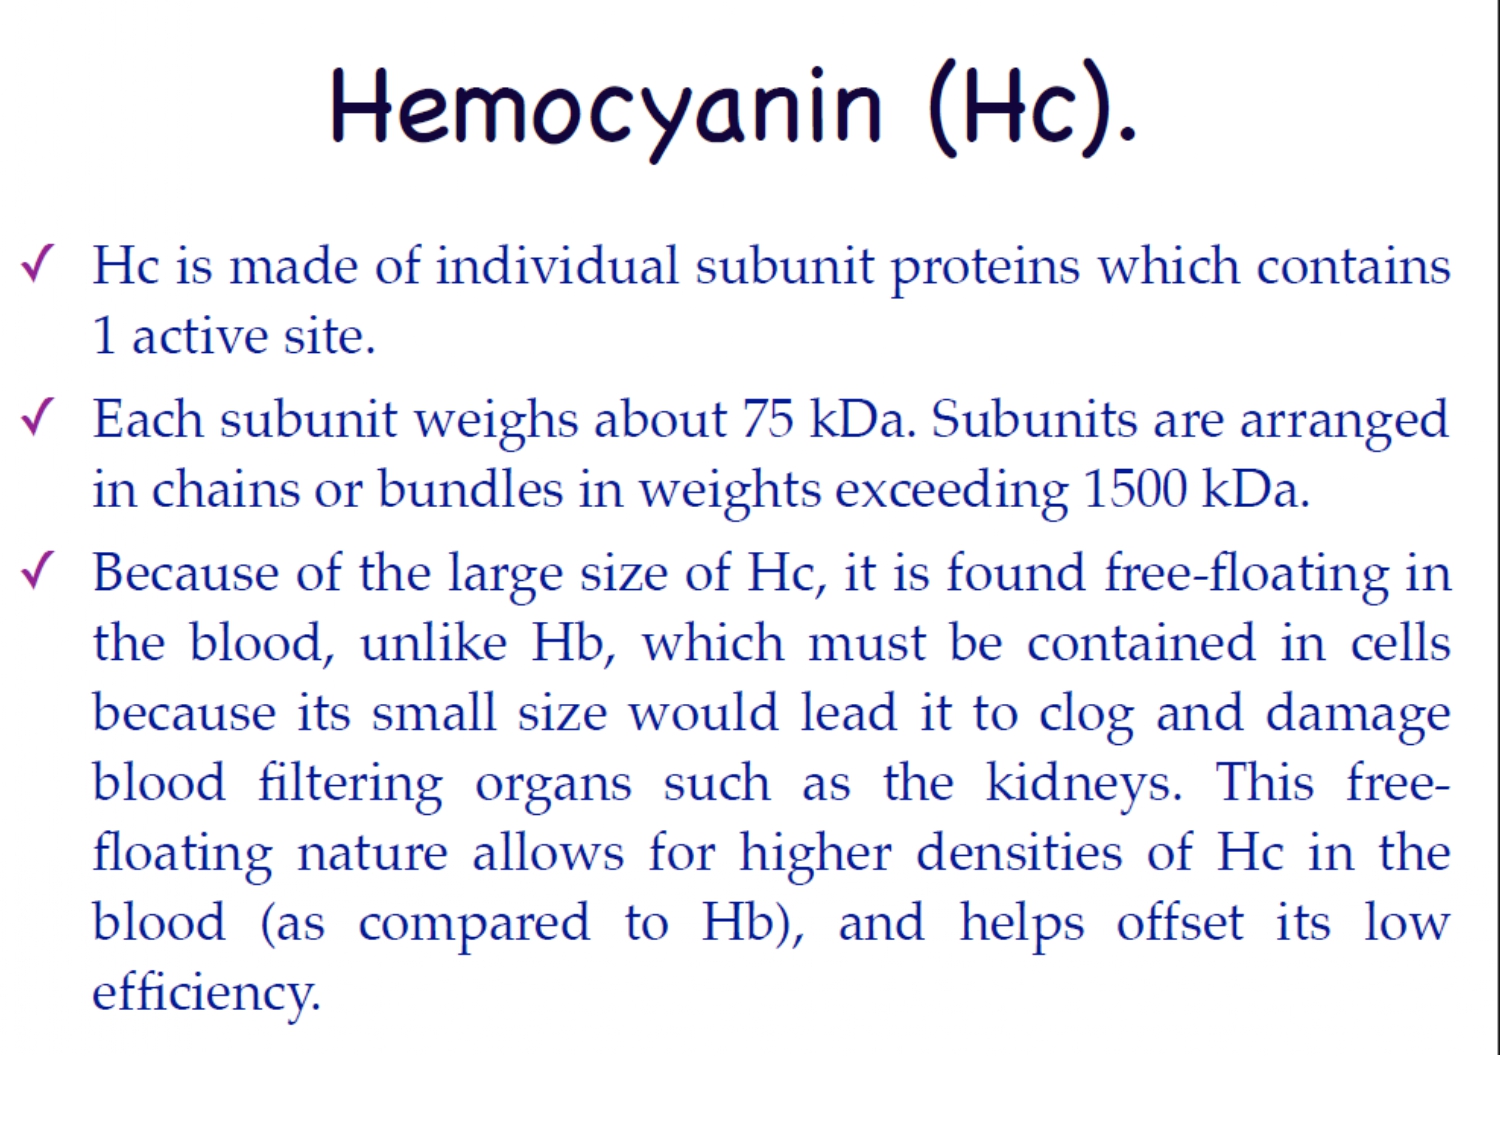 Hemocyanin (Hc).
✓ Hc is made of individual subunit proteins which contains
1 active site.
✓ Each subunit weighs about 75 kDa. Subunits are arranged
in chains or bundles in weights exceeding 1500 kDa.
✓ Because of the large size of Hc, it is found free-floating in
the blood, unlike Hb, which must be contained in cells
because its small size would lead it to clog and damage
blood filtering organs such as the kidneys. This free-
floating nature allows for higher densities of Hc in the
blood (as compared to Hb), and helps offset its low
efficiency.